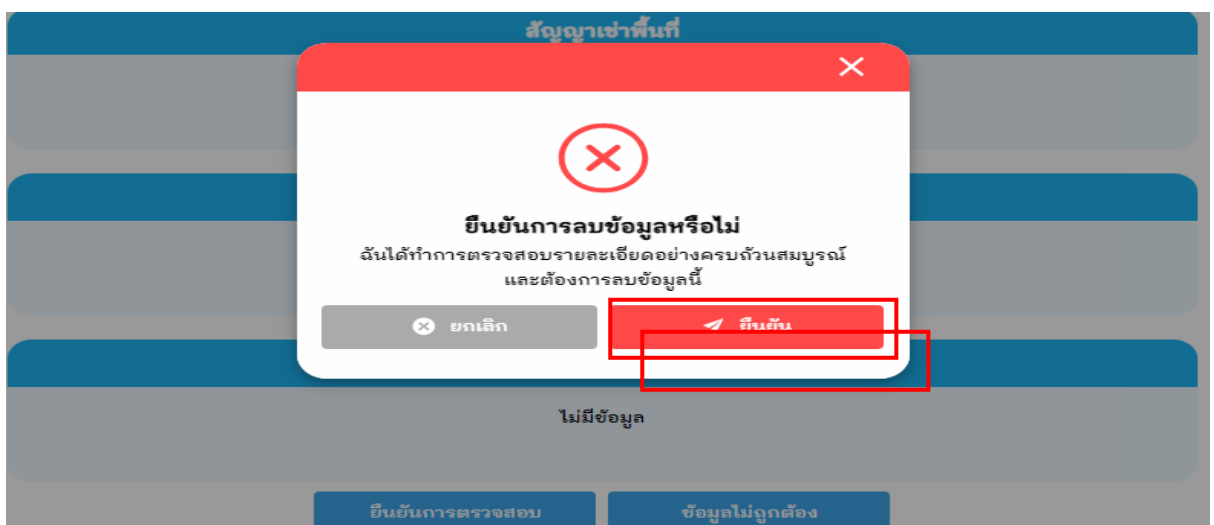 สัญญาเช่าพื้นที่
ยืนยันการลบข้อมูลหรือไม่
ฉันได้ทำการตรวจสอบรายละเอียดอย่างครบถ้วนสมบูรณ์
และต้องการลบข้อมูลนี้
ยกเลิก
ยืนยัน
ไม่มีข้อมูล
ยืนยันการตรวจสอบ
ข้อมูลไม่ถูกต้อง